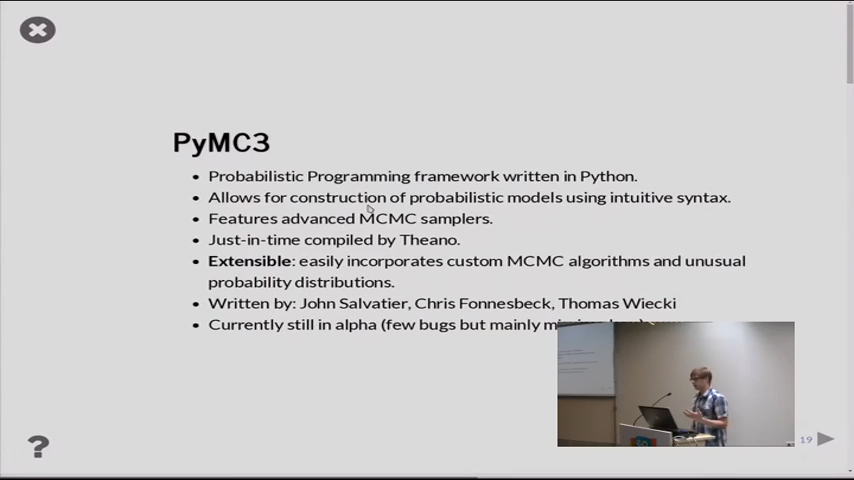 PyMC3
• Probabilistic Programming framework written in Python.
• Allows for construction of probabilistic models using intuitive syntax.
• Features advanced MCMC samplers.
• Just-in-time compiled by Theano.
• Extensible: easily incorporates custom MCMC algorithms and unusual
probability distributions.
• Written by: John Salvatier, Chris Fonnesbeck, Thomas Wiecki
• Currently still in alpha (few bugs but mainly
?
19